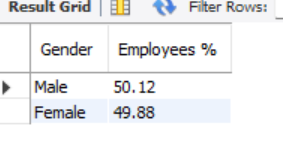 Result Grid Filter Rows:
Gender Employees %
Male 50.12
Female 49.88